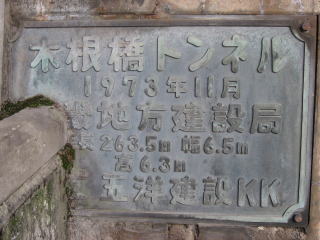 木根橋トンネル
1973年11月
地方建設局
長 263.5m 幅6.5m
高6.3m
五洋建設KK